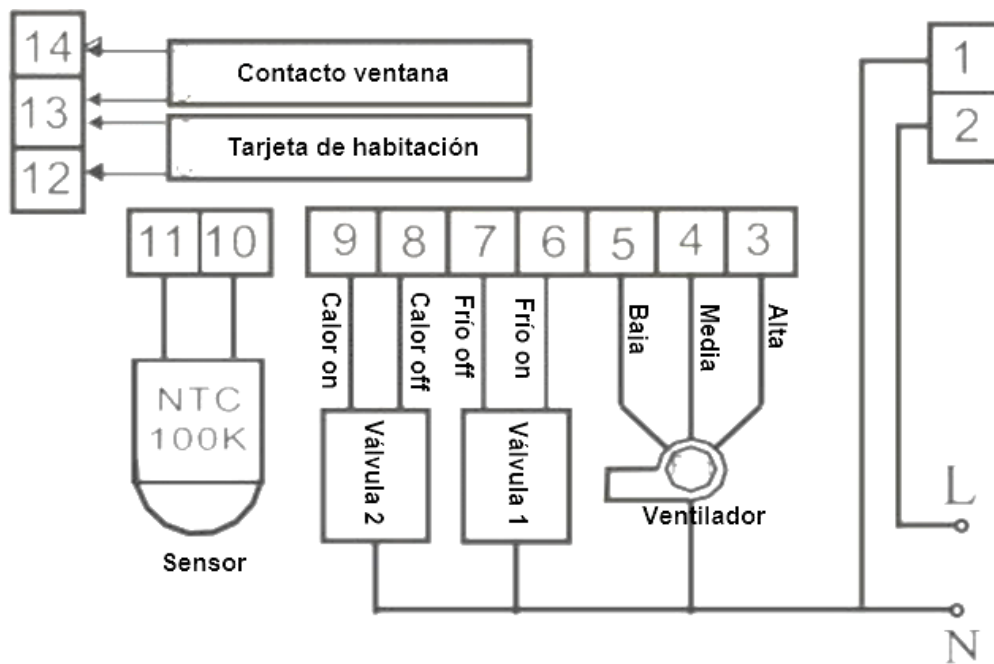 14
Contacto ventana
1
13
2
Tarjeta de habitación
12
11 10
9 8 7 6 5 4 3
Calor on
Calor off
Frío off
Frío on
Baja
Media
Alta
NTC
100K
Válvula 2
Válvula 1
Ventilador
Sensor
L
N